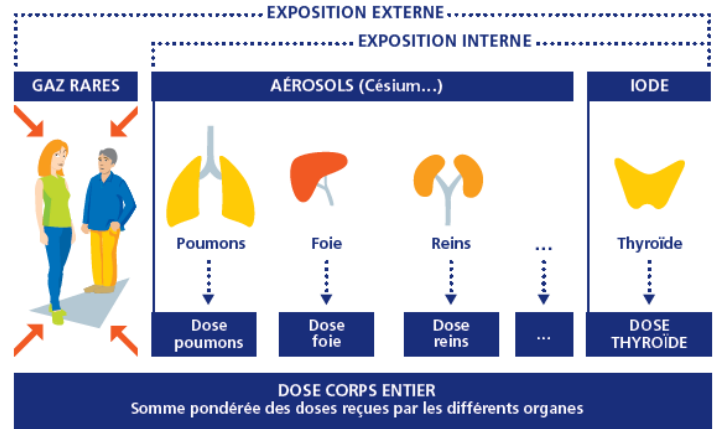 EXPOSITION EXTERNE
EXPOSITION INTERNE
GAZ RARES
AÉROSOLS (Césium...)
IODE
Poumons
Foie
Reins
...
Thyroïde
Dose
poumons
Dose
foie
Dose
reins
...
DOSE
THYROÏDE
DOSE CORPS ENTIER
Somme pondérée des doses reçues par les différents organes